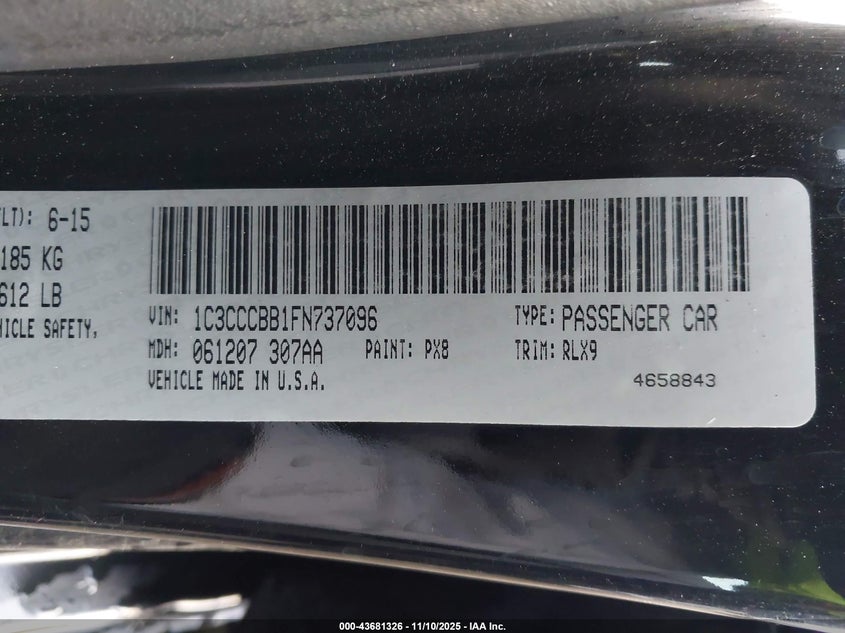 LT): 6-15
185 KG
612 LB
HICLE SAFETY,
VIN: 1C3CCCBB1FN737096 TYPE: PASSENGER CAR
MDH: 061207 307AA PAINT: PX8 TRIM: RLX9
VEHICLE MADE IN U.S.A. 4658843
000-43681326 - 11/10/2025 - IAA Inc.